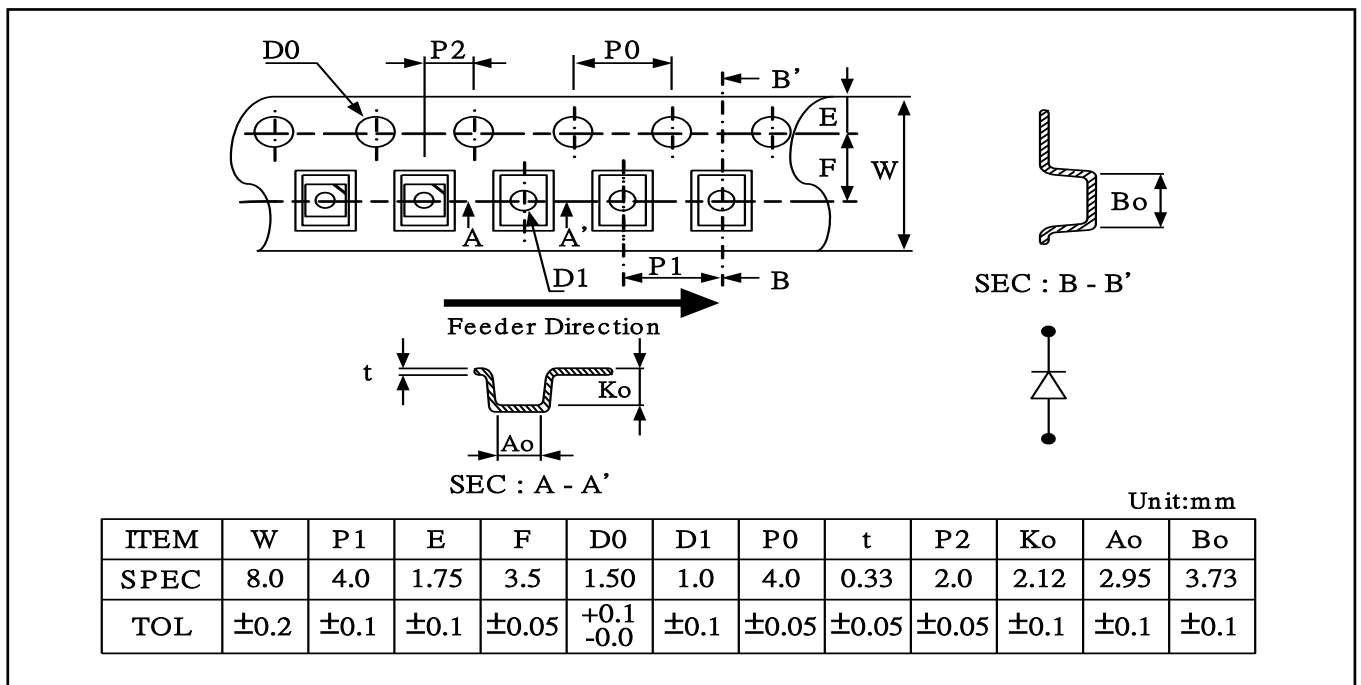 D0
P2
P0
B'
E
F
W
A
A'
P1
D1
B
Feeder Direction
Bo
SEC : B - B'
t
Ko
Ao
SEC : A - A'
Unit:mm
ITEM W P1 E F D0 D1 P0 t P2 Ko Ao Bo
SPEC 8.0 4.0 1.75 3.5 1.50 1.0 4.0 0.33 2.0 2.12 2.95 3.73
TOL ±0.2 ±0.1 ±0.1 ±0.05 +0.1 -0.0 ±0.1 ±0.05 ±0.05 ±0.05 ±0.1 ±0.1 ±0.1